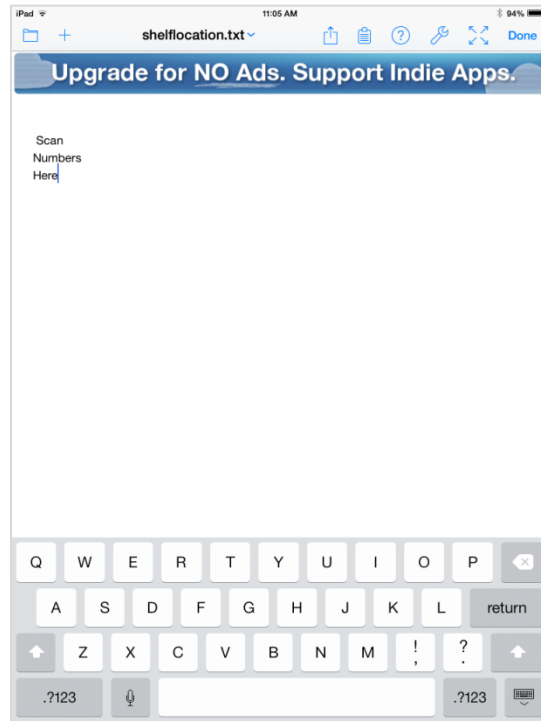 iPad 11:05 AM 94%
shelflocation.txt Done
Upgrade for NO Ads. Support Indie Apps.
Scan
Numbers
Here
Q W E R T Y U I O P
A S D F G H J K L return
Z X C V B N M ! , ? .
.?123 .?123